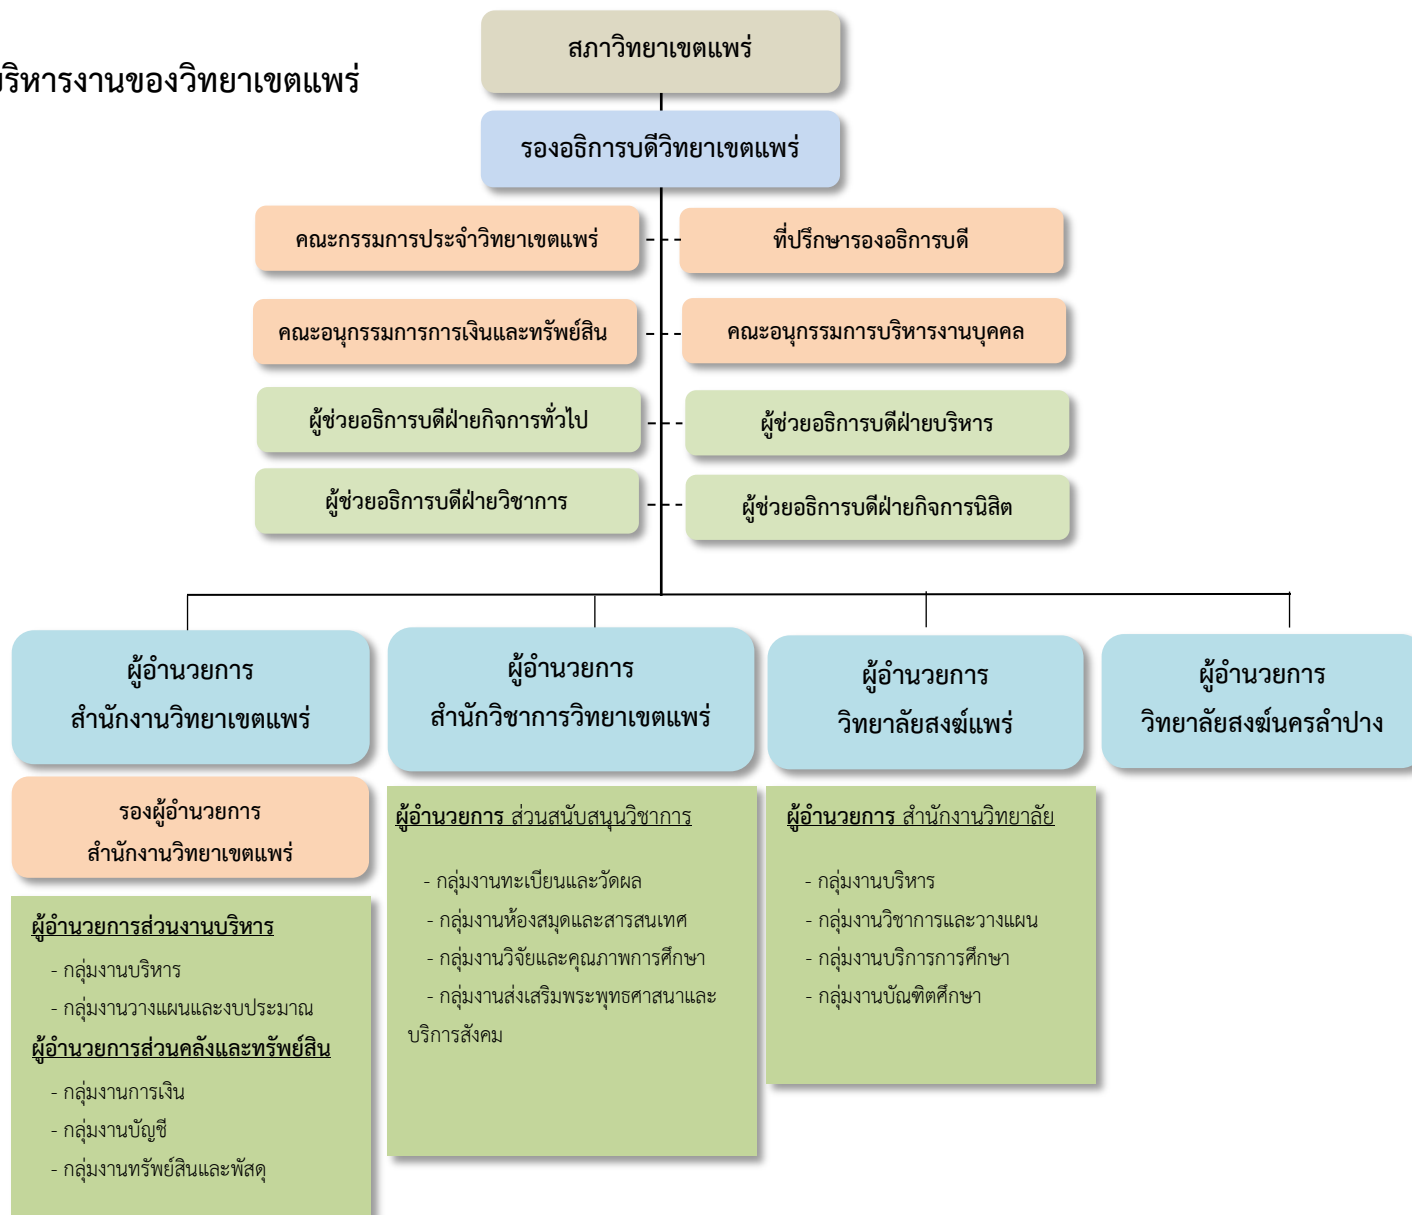 สภาวิทยาเขตแพร่
บริหารงานของวิทยาเขตแพร่
รองอธิการบดีวิทยาเขตแพร่
คณะกรรมการประจำวิทยาเขตแพร่
ที่ปรึกษารองอธิการบดี
คณะอนุกรรมการการเงินและทรัพย์สิน
คณะอนุกรรมการบริหารงานบุคคล
ผู้ช่วยอธิการบดีฝ่ายกิจการทั่วไป
ผู้ช่วยอธิการบดีฝ่ายบริหาร
ผู้ช่วยอธิการบดีฝ่ายวิชาการ
ผู้ช่วยอธิการบดีฝ่ายกิจการนิสิต
ผู้อำนวยการ
สำนักงานวิทยาเขตแพร่
ผู้อำนวยการ
สำนักวิชาการวิทยาเขตแพร่
ผู้อำนวยการ
วิทยาลัยสงฆ์แพร่
ผู้อำนวยการ
วิทยาลัยสงฆ์นครลำปาง
รองผู้อำนวยการ
สำนักงานวิทยาเขตแพร่
ผู้อำนวยการส่วนงานบริหาร
- กลุ่มงานบริหาร
- กลุ่มงานวางแผนและงบประมาณ
ผู้อำนวยการส่วนคลังและทรัพย์สิน
- กลุ่มงานการเงิน
- กลุ่มงานบัญชี
- กลุ่มงานทรัพย์สินและพัสดุ
ผู้อำนวยการ ส่วนสนับสนุนวิชาการ
- กลุ่มงานทะเบียนและวัดผล
- กลุ่มงานห้องสมุดและสารสนเทศ
- กลุ่มงานวิจัยและคุณภาพการศึกษา
- กลุ่มงานส่งเสริมพระพุทธศาสนาและ
บริการสังคม
ผู้อำนวยการ สำนักงานวิทยาลัย
- กลุ่มงานบริหาร
- กลุ่มงานวิชาการและวางแผน
- กลุ่มงานบริการการศึกษา
- กลุ่มงานบัณฑิตศึกษา